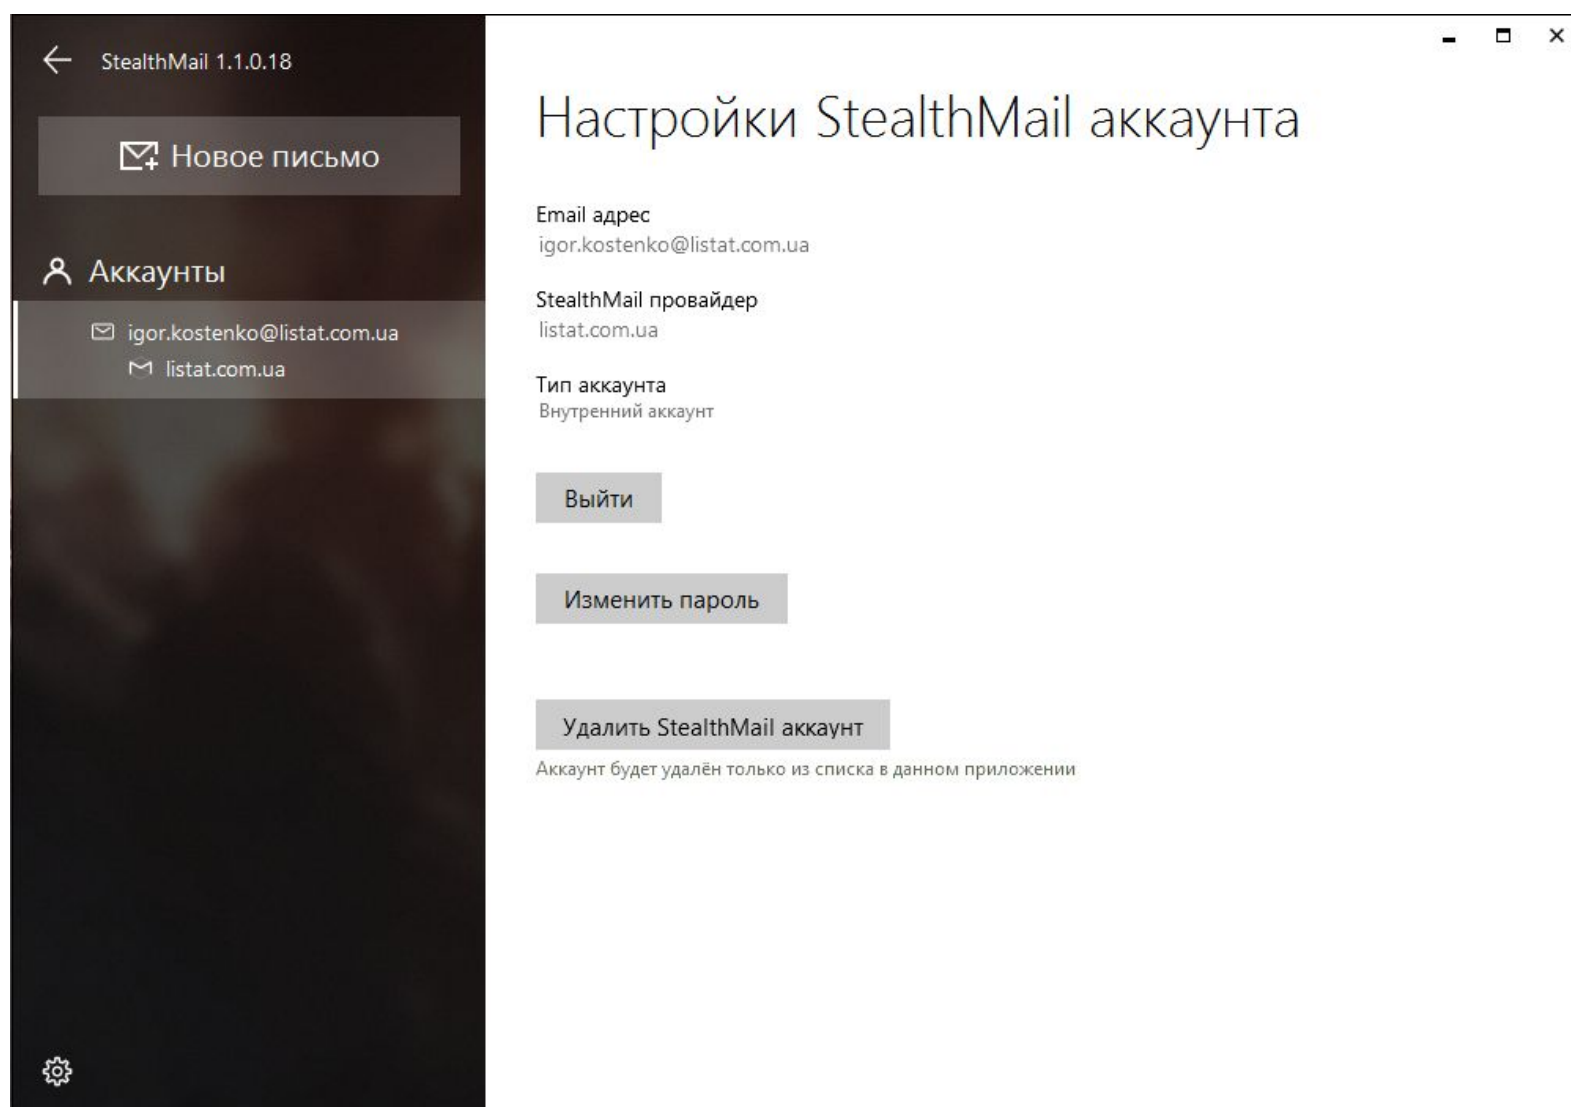 StealthMail 1.1.0.18
Новое письмо
Аккаунты
igor.kostenko@listat.com.ua
listat.com.ua
Настройки StealthMail аккаунта
Email адрес
igor.kostenko@listat.com.ua
StealthMail провайдер
listat.com.ua
Тип аккаунта
Внутренний аккаунт
Выйти
Изменить пароль
Удалить StealthMail аккаунт
Аккаунт будет удалён только из списка в данном приложении